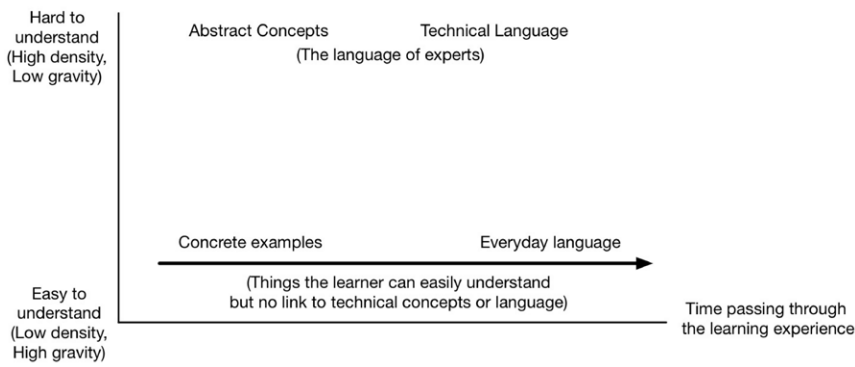 Hard to
understand
(High density,
Low gravity)
Abstract Concepts
Technical Language
(The language of experts)
Concrete examples
Everyday language
(Things the learner can easily understand
but no link to technical concepts or language)
Easy to
understand
(Low density,
High gravity)
Time passing through
the learning experience